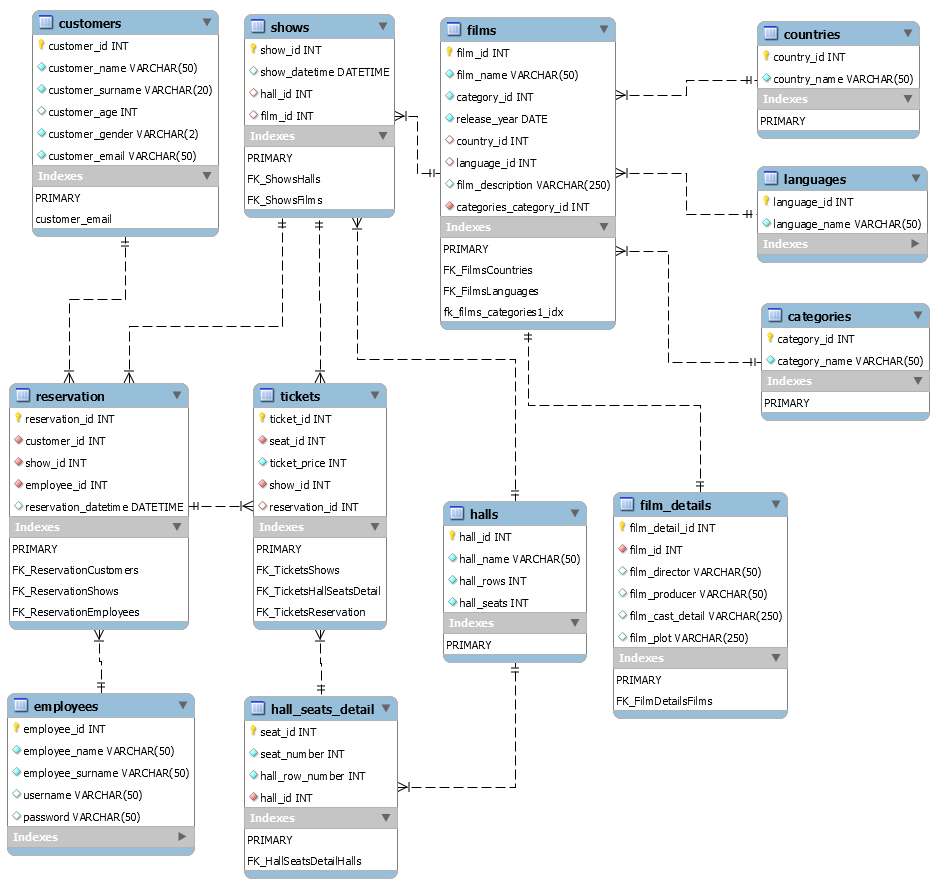 customers
customer_id INT
customer_name VARCHAR(50)
customer_surname VARCHAR(20)
customer_age INT
customer_gender VARCHAR(2)
customer_email VARCHAR(50)
Indexes
PRIMARY
customer_email
shows
show_id INT
show_datetime DATETIME
hall_id INT
film_id INT
Indexes
PRIMARY
FK_ShowsHalls
FK_ShowsFilms
films
film_id INT
film_name VARCHAR(50)
category_id INT
release_year DATE
country_id INT
language_id INT
film_description VARCHAR(250)
categories_category_id INT
Indexes
PRIMARY
FK_FilmsCountries
FK_FilmsLanguages
fk_films_categories1_idx
countries
country_id INT
country_name VARCHAR(50)
Indexes
PRIMARY
languages
language_id INT
language_name VARCHAR(50)
Indexes
categories
category_id INT
category_name VARCHAR(50)
Indexes
PRIMARY
reservation
reservation_id INT
customer_id INT
show_id INT
employee_id INT
reservation_datetime DATETIME
Indexes
PRIMARY
FK_ReservationCustomers
FK_ReservationShows
FK_ReservationEmployees
tickets
ticket_id INT
seat_id INT
ticket_price INT
show_id INT
reservation_id INT
Indexes
PRIMARY
FK_TicketsShows
FK_TicketsHallSeatsDetail
FK_TicketsReservation
halls
hall_id INT
hall_name VARCHAR(50)
hall_rows INT
hall_seats INT
Indexes
PRIMARY
film_details
film_detail_id INT
film_id INT
film_director VARCHAR(50)
film_producer VARCHAR(50)
film_cast_detail VARCHAR(250)
film_plot VARCHAR(250)
Indexes
PRIMARY
FK_FilmDetailsFilms
employees
employee_id INT
employee_name VARCHAR(50)
employee_surname VARCHAR(50)
username VARCHAR(50)
password VARCHAR(50)
Indexes
hall_seats_detail
seat_id INT
seat_number INT
hall_row_number INT
hall_id INT
Indexes
PRIMARY
FK_HallSeatsDetailHalls